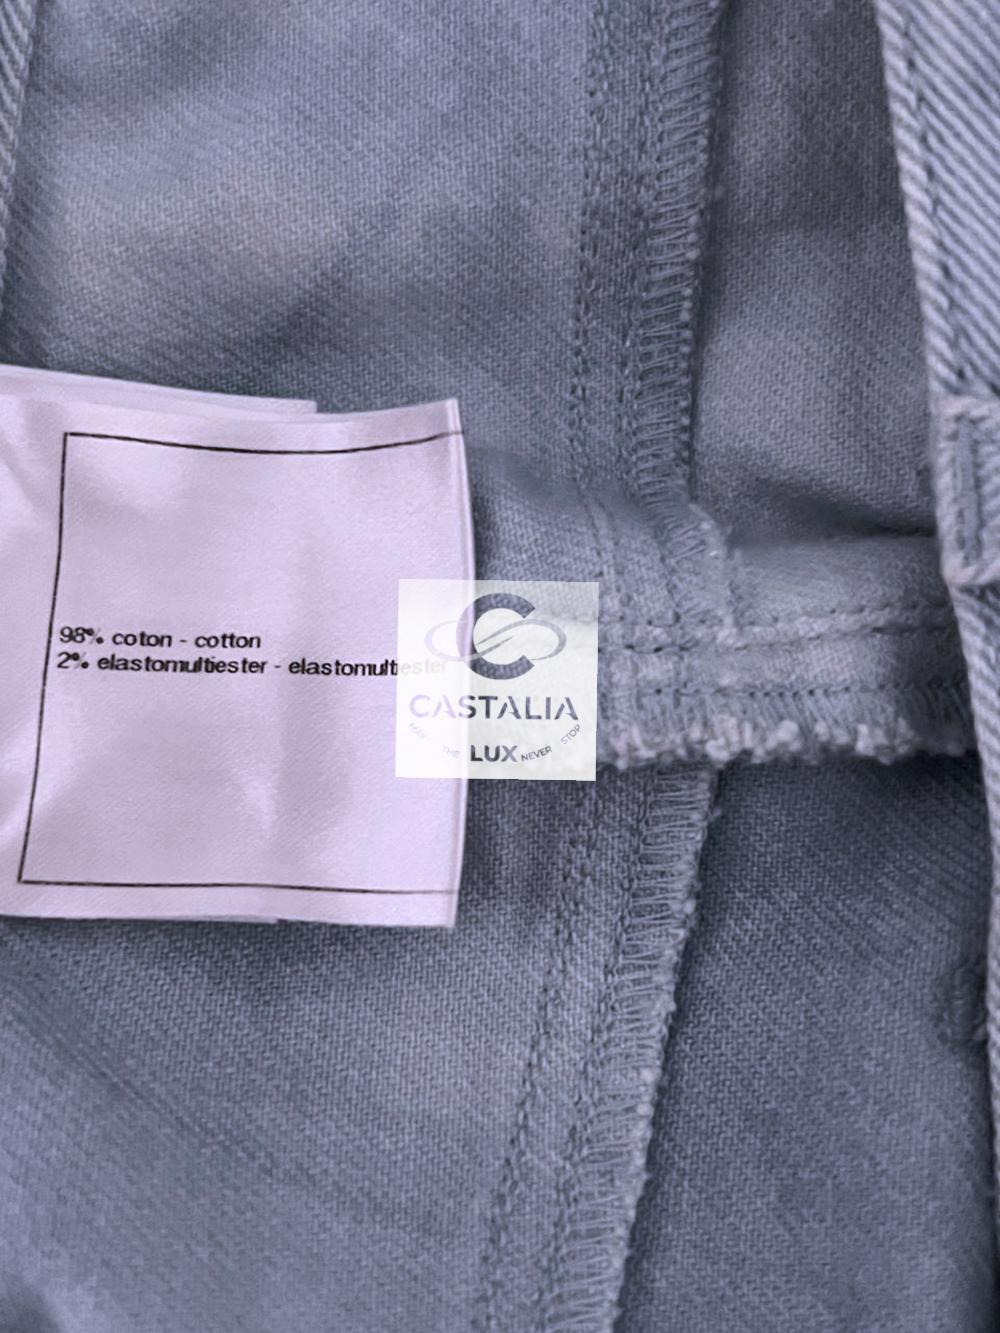 98% coton - cotton
2% elastomultiester - elastomultiester
CASTALIA
MAY THE LUX NEVER STOP